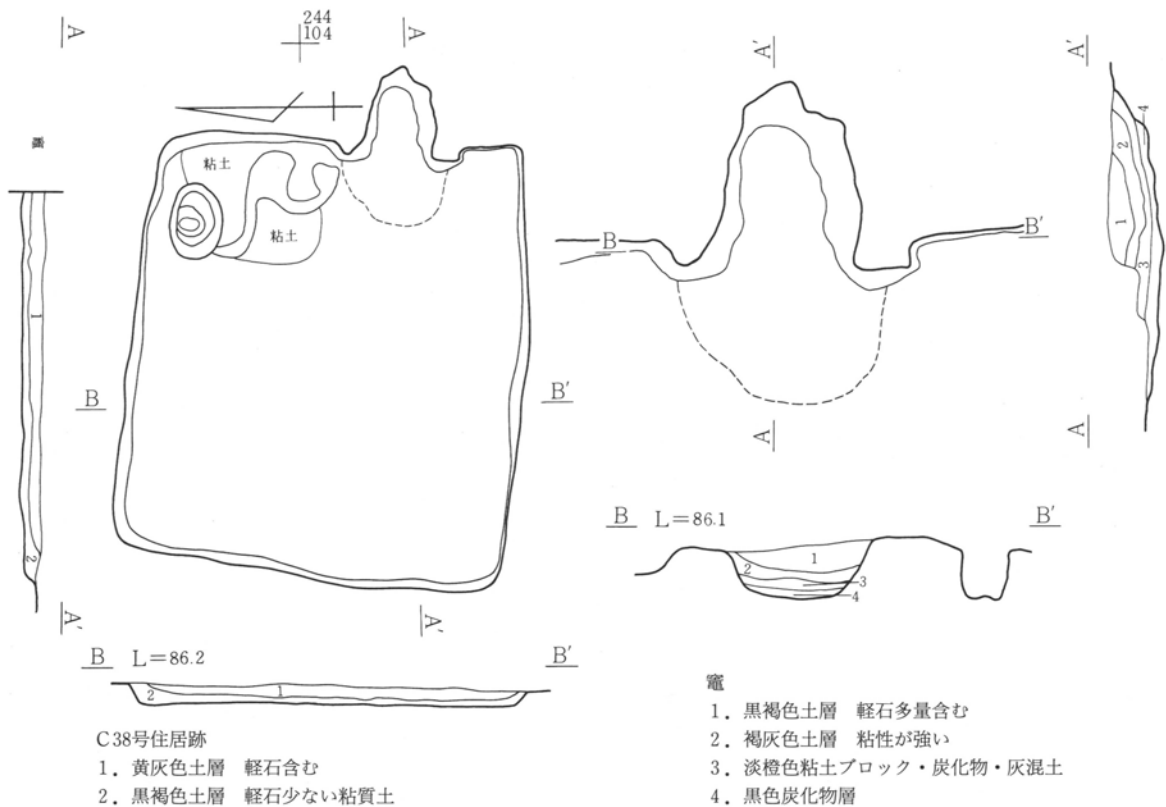 A
244
104
A
A'
A'
竈
粘土
粘土
1
2
4
2
1
3
B
B'
B
B'
A
A
B L=86.1 B'
1
2
3
4
2
A'
A'
B L=86.2 B'
2
1
C38号住居跡
1. 黄灰色土層 軽石含む
2. 黒褐色土層 軽石少ない粘質土
竈
1. 黒褐色土層 軽石多量含む
2. 褐灰色土層 粘性が強い
3. 淡橙色粘土ブロック・炭化物・灰混土
4. 黒色炭化物層